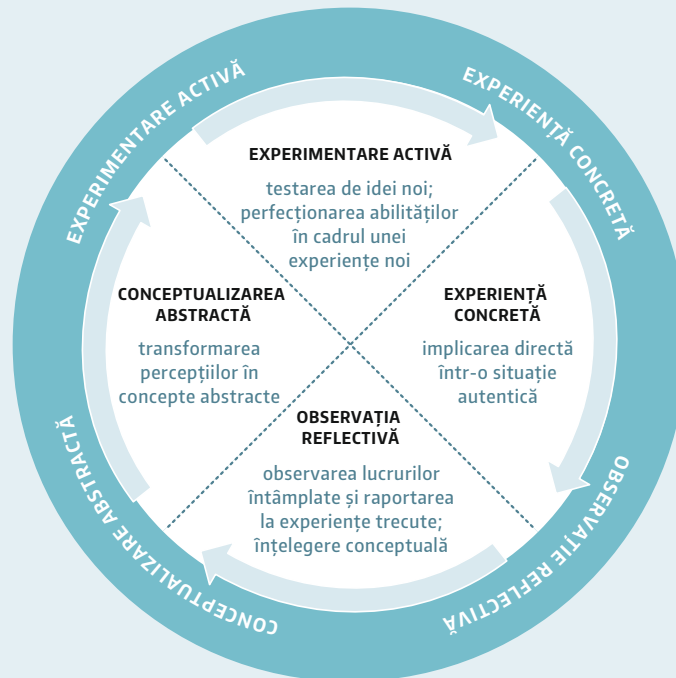 EXPERIMENTARE ACTIVĂ
EXPERIENȚĂ CONCRETĂ
OBSERVAȚIE REFLECTIVĂ
CONCEPTUALIZARE ABSTRACTĂ
EXPERIMENTARE ACTIVĂ
testarea de idei noi;
perfecționarea abilităților
în cadrul unei
experiențe noi
CONCEPTUALIZAREA
ABSTRACTĂ
transformarea
percepțiilor în
concepte abstracte
EXPERIENȚĂ
CONCRETĂ
implicarea directă
într-o situație
autentică
OBSERVAȚIA
REFLECTIVĂ
observarea lucrurilor
întâmplate și raportarea
la experiențe trecute;
înțelegere conceptuală